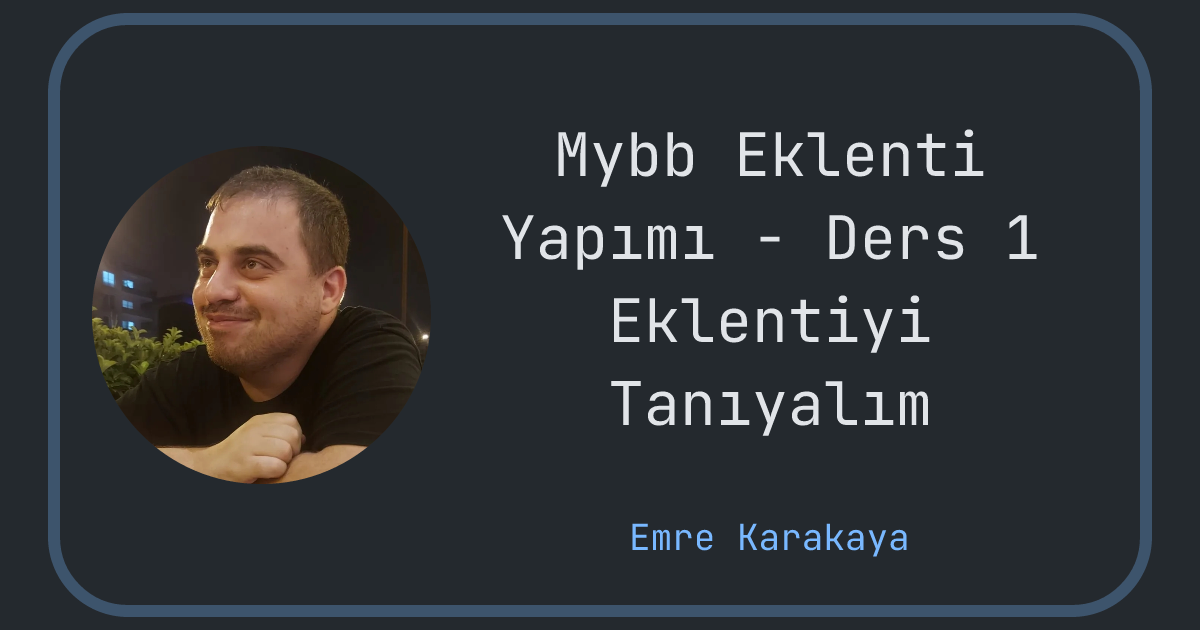 Mybb Eklenti
Yapımı - Ders 1
Eklentiyi
Tanıyalım
Emre Karakaya